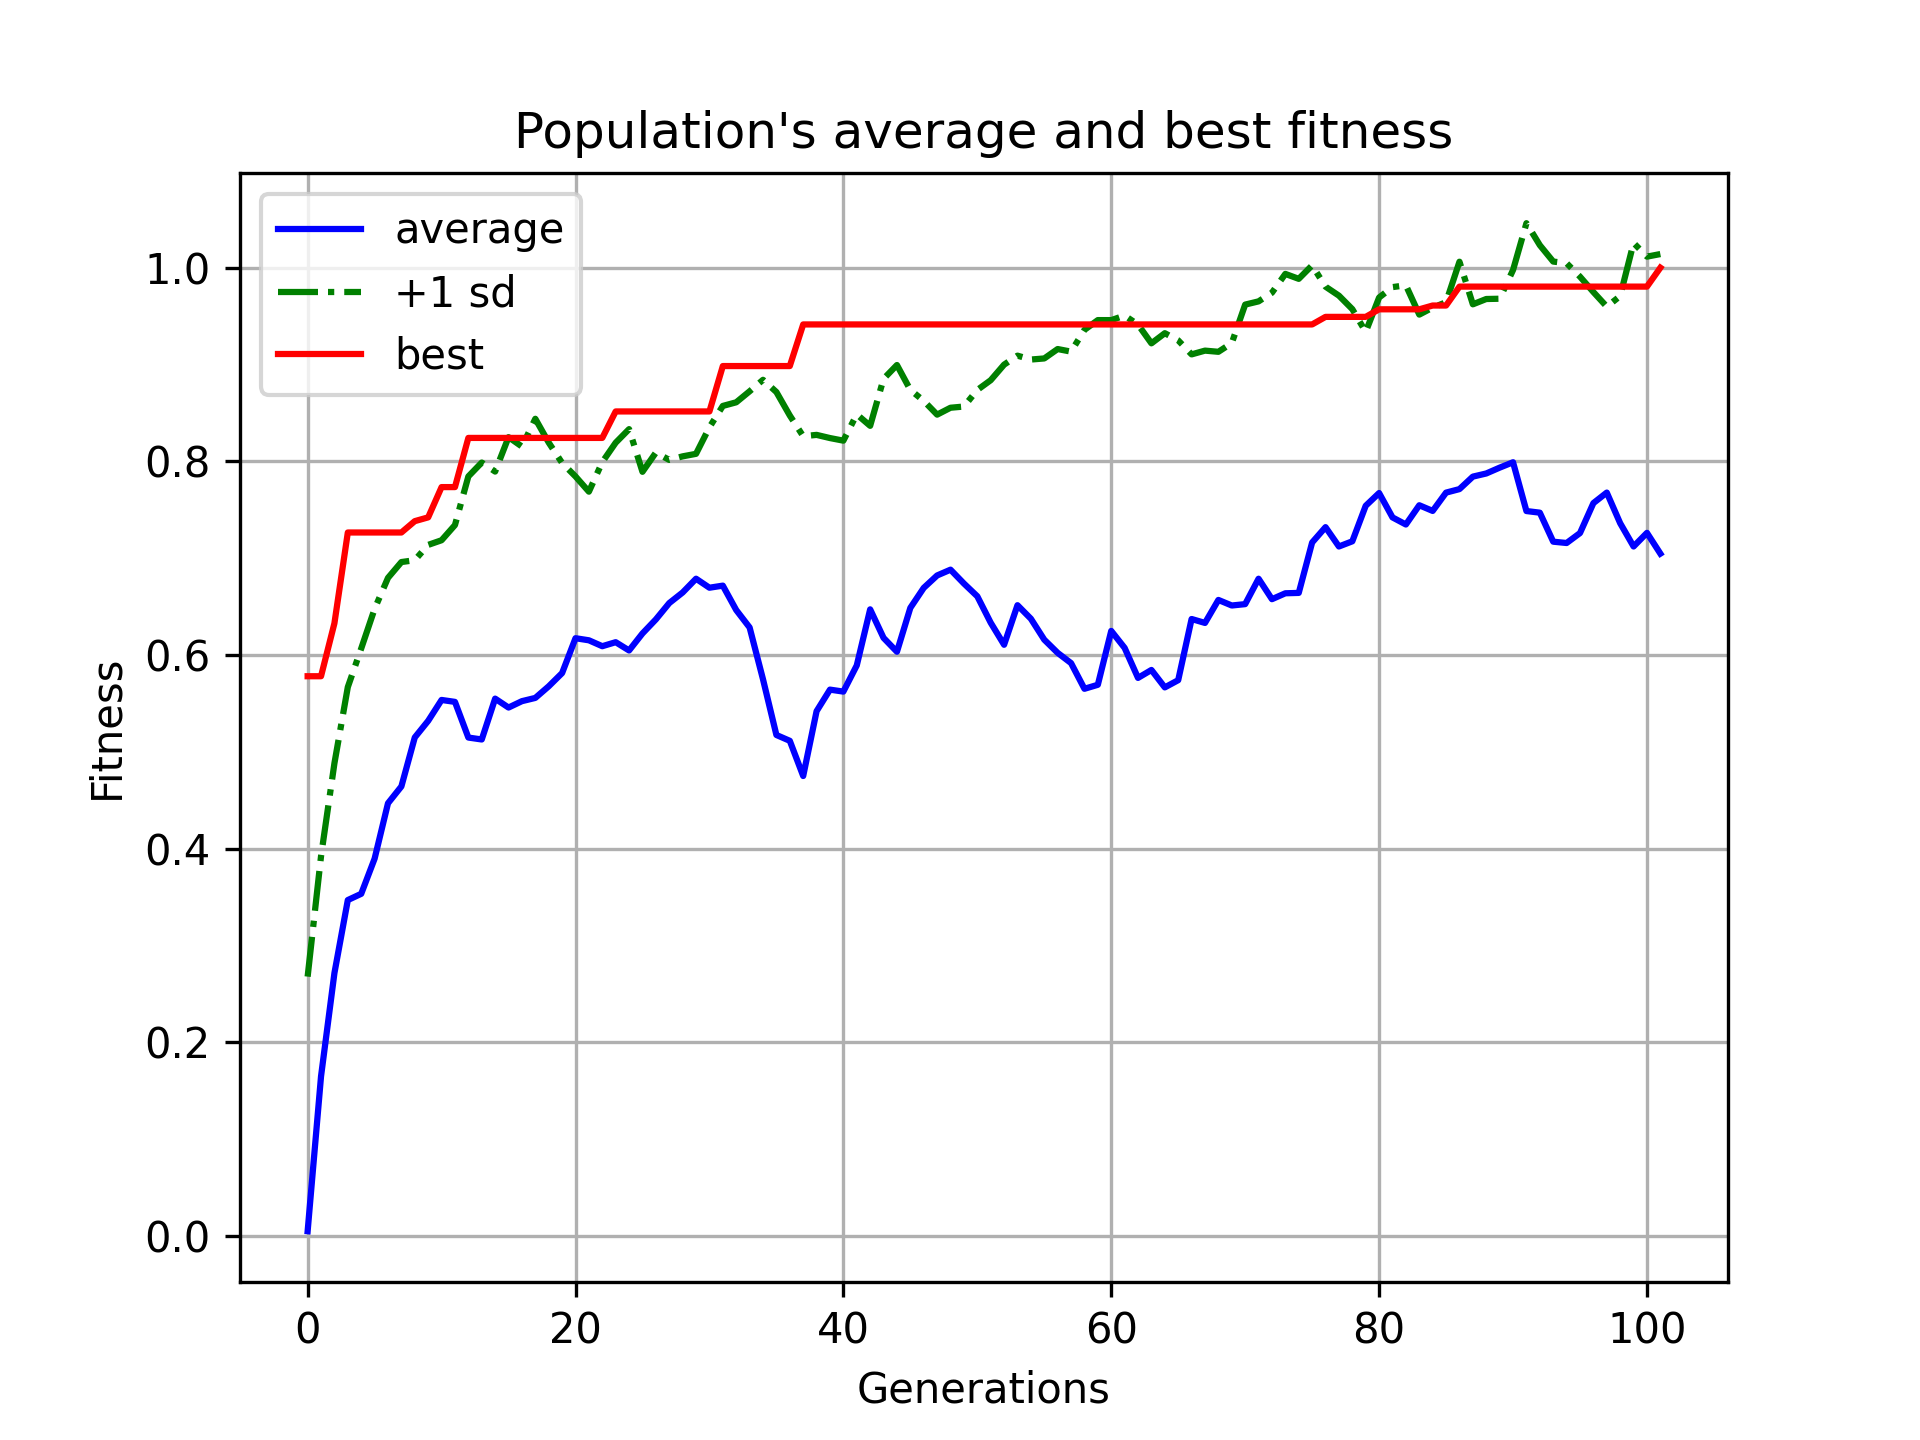 Population's average and best fitness
average
+1 sd
best
1.0
0.8
0.6
0.4
0.2
0.0
Fitness
0 20 40 60 80 100
Generations